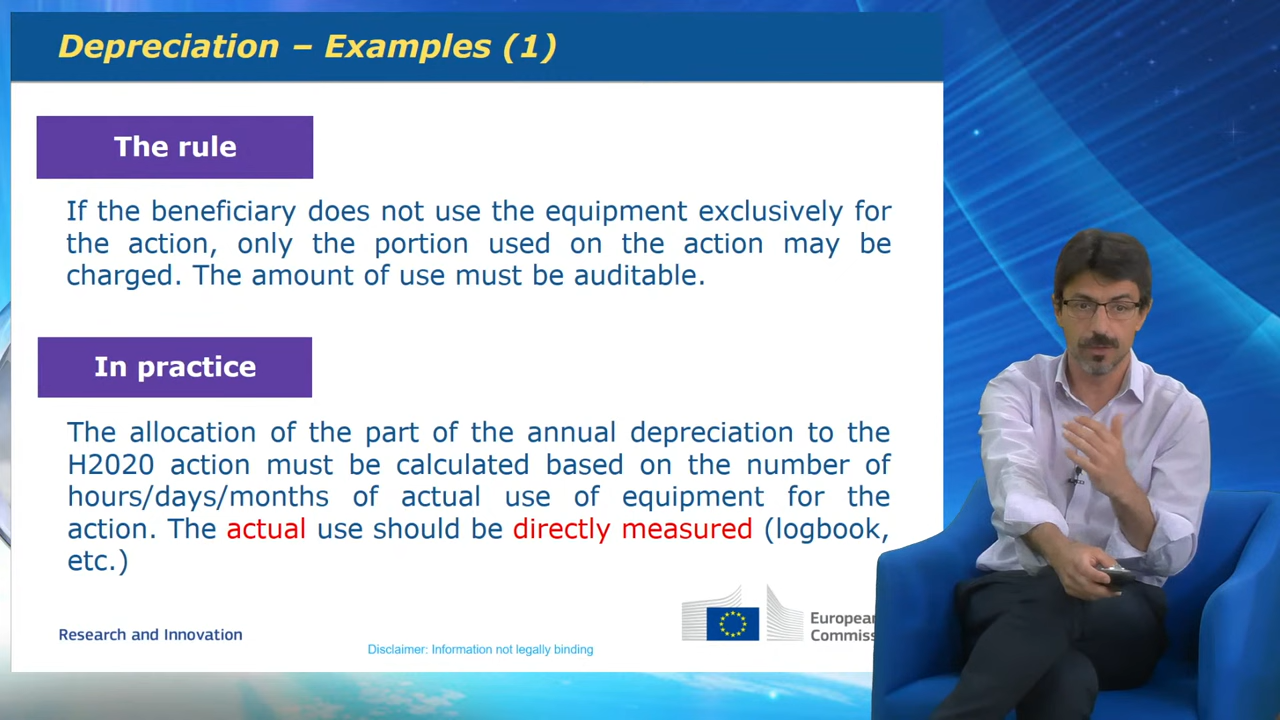 Depreciation – Examples (1)
The rule
If the beneficiary does not use the equipment exclusively for
the action, only the portion used on the action may be
charged. The amount of use must be auditable.
In practice
The allocation of the part of the annual depreciation to the
H2020 action must be calculated based on the number of
hours/days/months of actual use of equipment for the
action. The actual use should be directly measured (logbook,
etc.)
Research and Innovation
Disclaimer: Information not legally binding
European
Commiss